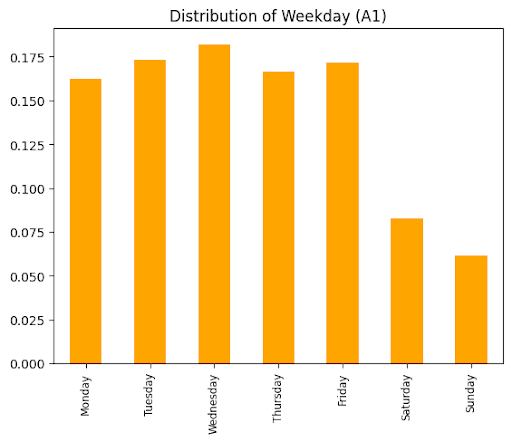 Distribution of Weekday (A1)
0.175
0.150
0.125
0.100
0.075
0.050
0.025
0.000
Monday
Tuesday
Wednesday
Thursday
Friday
Saturday
Sunday